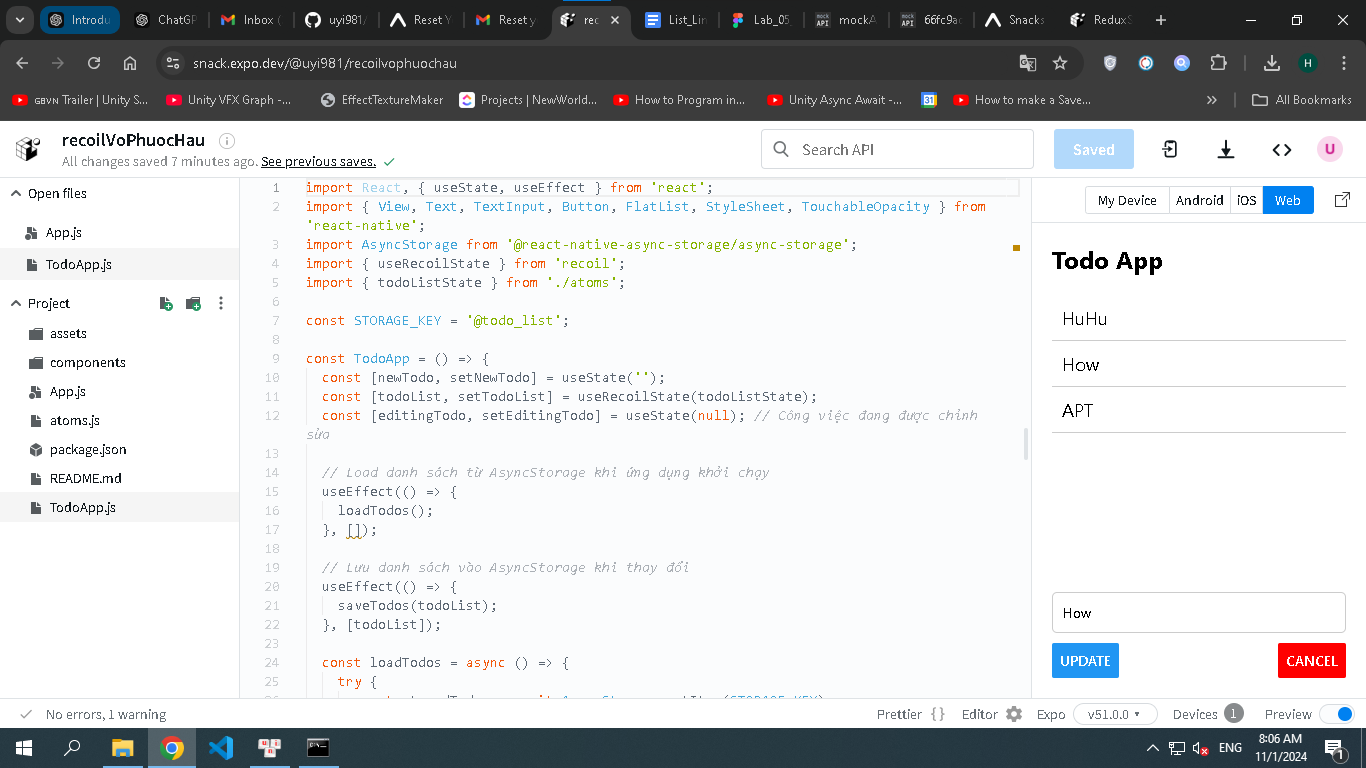 Introdu
ChatGP
Inbox (
uyi981/
Reset Y
Reset y
rec
List_Lin
Lab_05_
mockA
66fc9ac
Snacks
ReduxS
snack.expo.dev/@uyi981/recoilvophuochau
H
GBVN Trailer | Unity S...
Unity VFX Graph -...
EffectTextureMaker
Projects | NewWorld...
How to Program in...
Unity Async Await -...
31
How to make a Save...
All Bookmarks
recoilVoPhuocHau
All changes saved 7 minutes ago. See previous saves.
Search API
Saved
U
Open files
App.js
TodoApp.js
Project
assets
components
App.js
atoms.js
package.json
README.md
TodoApp.js
1 import React, { useState, useEffect } from 'react';
2 import { View, Text, TextInput, Button, FlatList, StyleSheet, TouchableOpacity } from
'react-native';
3 import AsyncStorage from '@react-native-async-storage/async-storage';
4 import { useRecoilState } from 'recoil';
5 import { todoListState } from './atoms';
6
7 const STORAGE_KEY = '@todo_list';
8
9 const TodoApp = () => {
10 const [newTodo, setNewTodo] = useState('');
11 const [todoList, setTodoList] = useRecoilState(todoListState);
12 const [editingTodo, setEditingTodo] = useState(null); // Công việc đang được chỉnh
sửa
13
14 // Load danh sách từ AsyncStorage khi ứng dụng khởi chạy
15 useEffect(() => {
16 loadTodos();
17 }, []);
18
19 // Lưu danh sách vào AsyncStorage khi thay đổi
20 useEffect(() => {
21 saveTodos(todoList);
22 }, [todoList]);
23
24 const loadTodos = async () => {
25 try {
My Device
Android
iOS
Web
Todo App
HuHu
How
APT
How
UPDATE
CANCEL
No errors, 1 warning
Prettier {}
Editor
Expo
v51.0.0
Devices 1
Preview
ENG
8:06 AM
11/1/2024
1